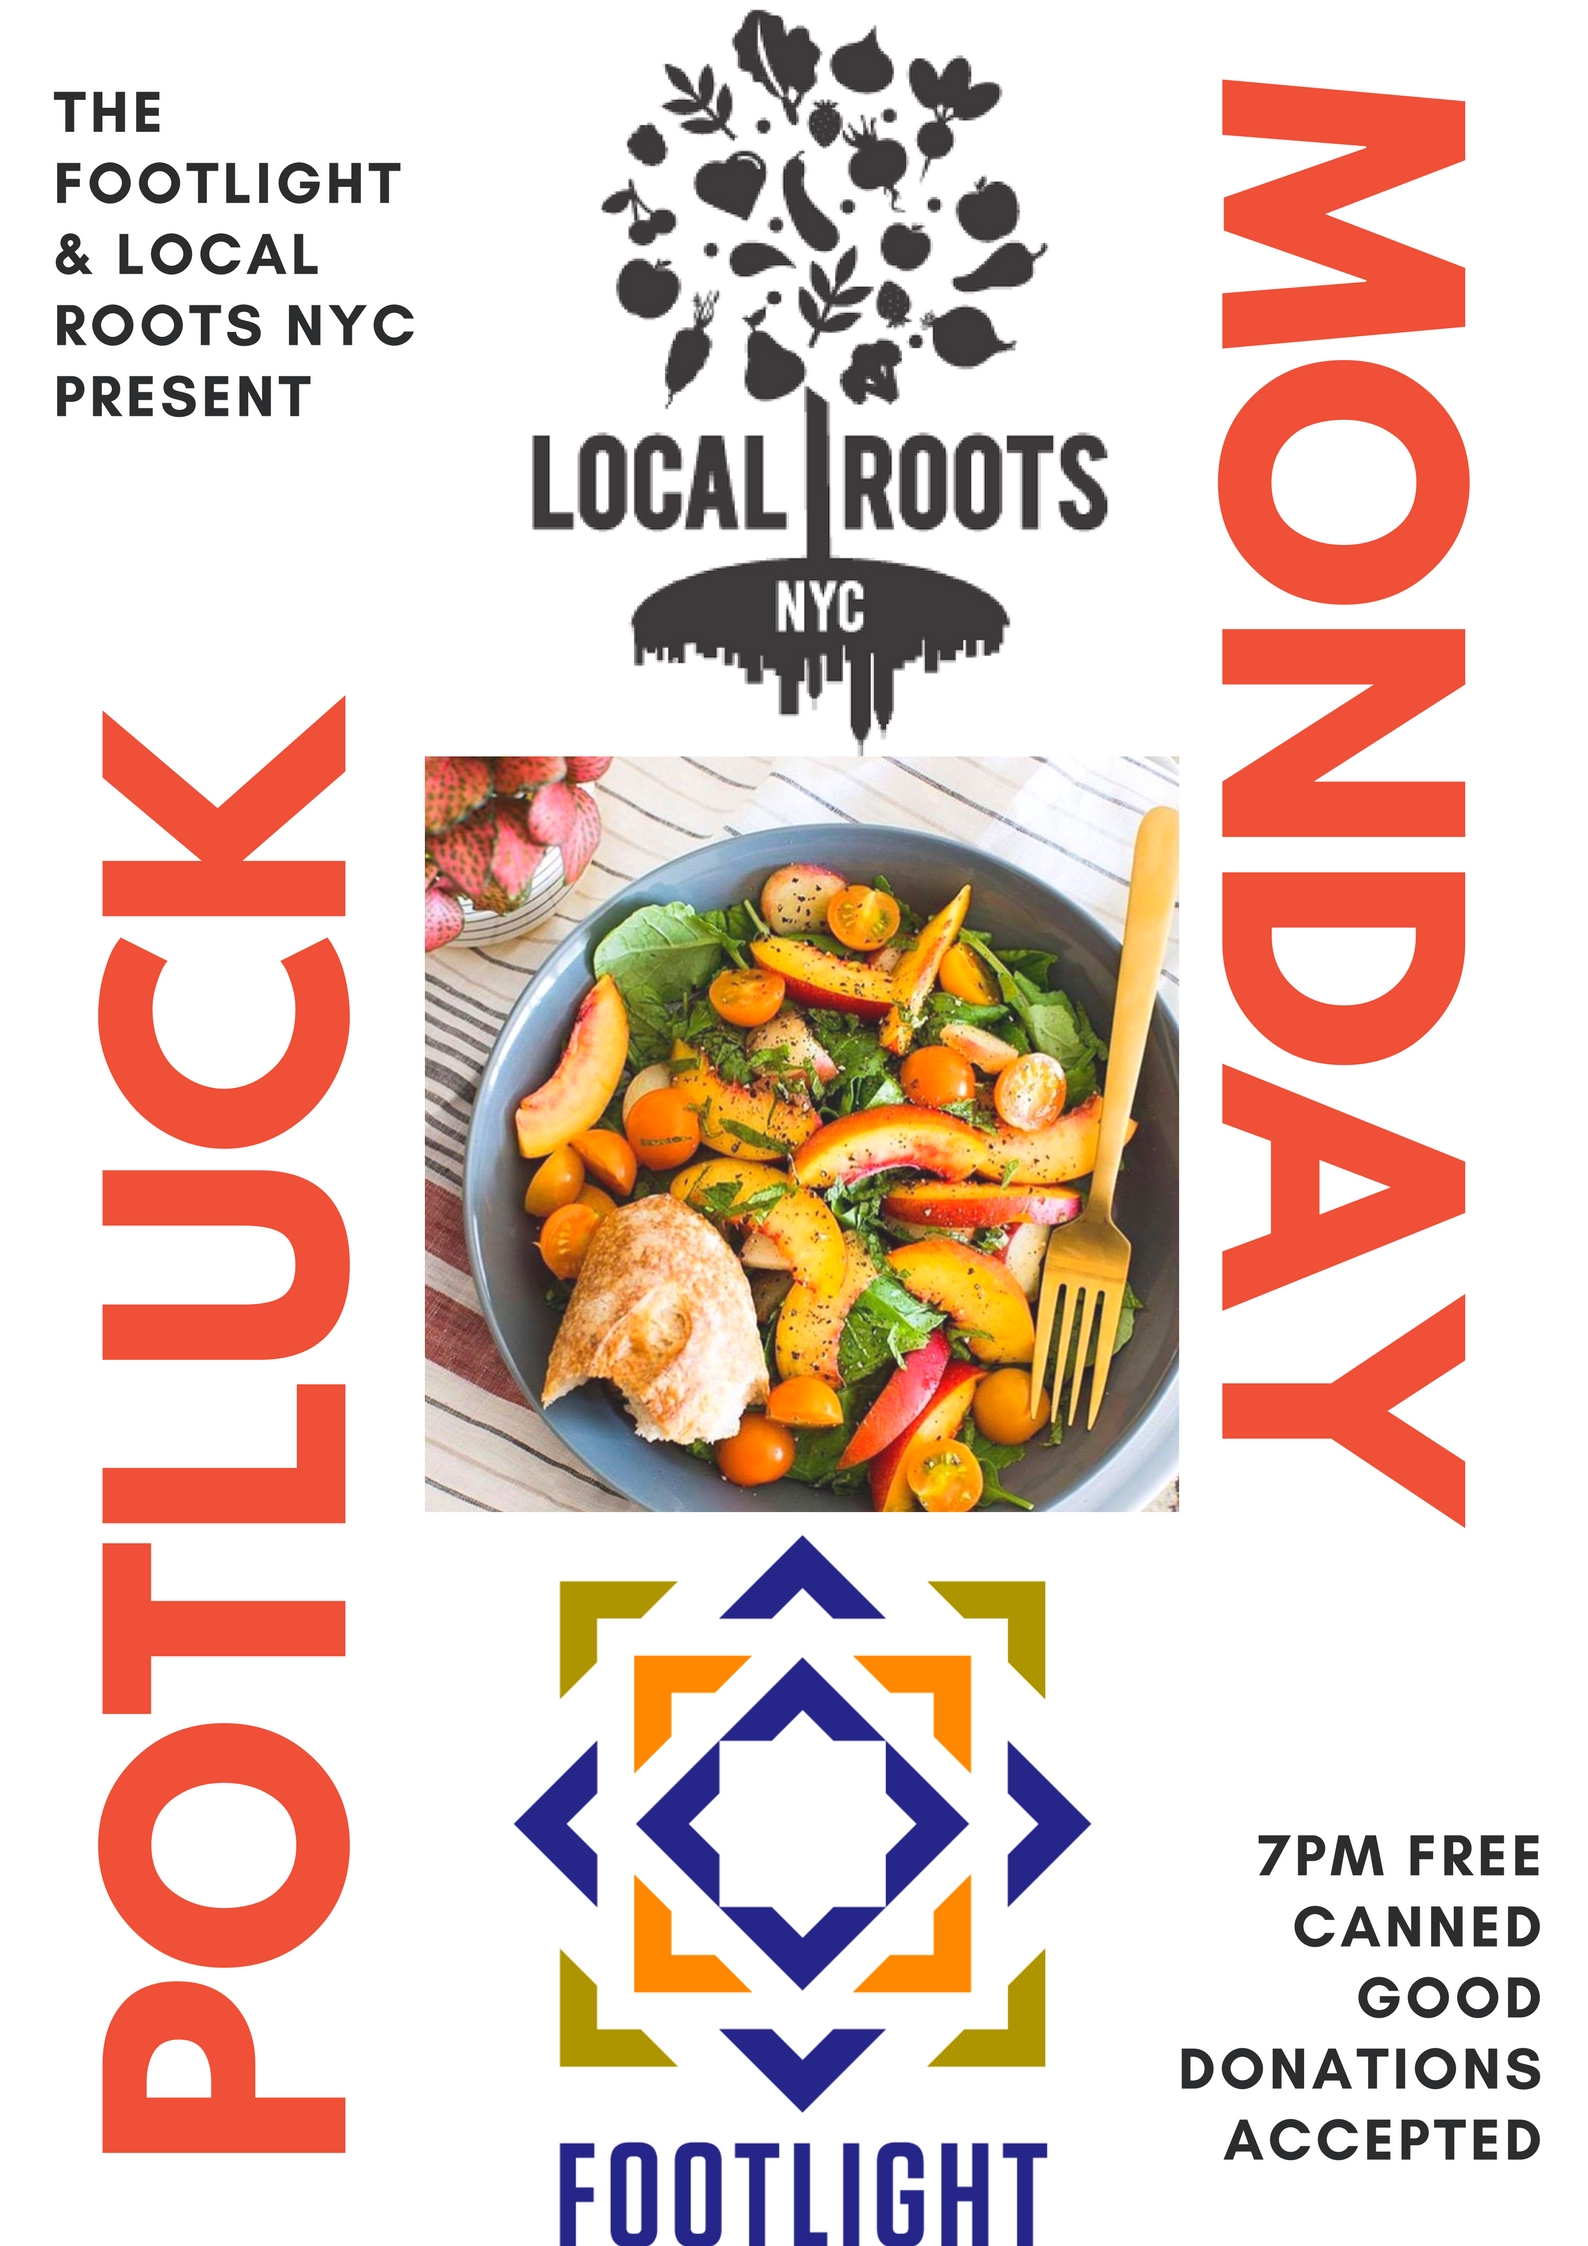 THE
FOOTLIGHT
& LOCAL
ROOTS NYC
PRESENT
LOCAL ROOTS
NYC
POTLUCK
MONDAY
7PM FREE
CANNED
GOOD
DONATIONS
ACCEPTED
FOOTLIGHT